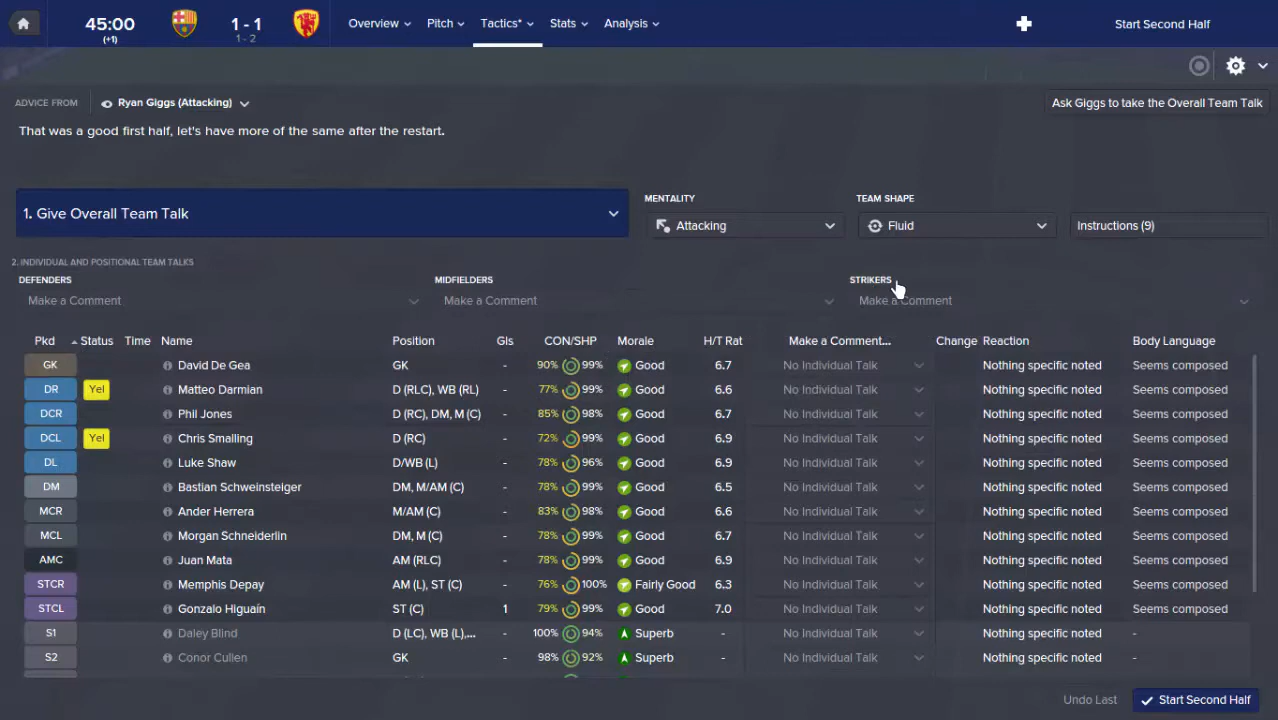 45:00
(+1)
1 - 1
1 - 2
Overview
Pitch
Tactics*
Stats
Analysis
Start Second Half
ADVICE FROM
Ryan Giggs (Attacking)
Ask Giggs to take the Overall Team Talk
That was a good first half, let's have more of the same after the restart.
1. Give Overall Team Talk
MENTALITY
Attacking
TEAM SHAPE
Fluid
Instructions (9)
2. INDIVIDUAL AND POSITIONAL TEAM TALKS
DEFENDERS
Make a Comment
MIDFIELDERS
Make a Comment
STRIKERS
Make a Comment
Pkd Status Time Name Position Gls CON/SHP Morale H/T Rat Make a Comment... Change Reaction Body Language
GK David De Gea GK - 90% 99% Good 6.7 No Individual Talk Nothing specific noted Seems composed
DR Yel Matteo Darmian D (RLC), WB (RL) - 77% 99% Good 6.6 No Individual Talk Nothing specific noted Seems composed
DCR Phil Jones D (RC), DM, M (C) - 85% 98% Good 6.7 No Individual Talk Nothing specific noted Seems composed
DCL Yel Chris Smalling D (RC) - 72% 99% Good 6.9 No Individual Talk Nothing specific noted Seems composed
DL Luke Shaw D/WB (L) - 78% 96% Good 6.9 No Individual Talk Nothing specific noted Seems composed
DM Bastian Schweinsteiger DM, M/AM (C) - 78% 99% Good 6.5 No Individual Talk Nothing specific noted Seems composed
MCR Ander Herrera M/AM (C) - 83% 98% Good 6.6 No Individual Talk Nothing specific noted Seems composed
MCL Morgan Schneiderlin DM, M (C) - 78% 99% Good 6.7 No Individual Talk Nothing specific noted Seems composed
AMC Juan Mata AM (RLC) - 78% 99% Good 6.9 No Individual Talk Nothing specific noted Seems composed
STCR Memphis Depay AM (L), ST (C) - 76% 100% Fairly Good 6.3 No Individual Talk Nothing specific noted Seems composed
STCL Gonzalo Higuaín ST (C) 1 79% 99% Good 7.0 No Individual Talk Nothing specific noted Seems composed
S1 Daley Blind D (LC), WB (L),... - 100% 94% Superb - No Individual Talk Nothing specific noted -
S2 Conor Cullen GK - 98% 92% Superb - No Individual Talk Nothing specific noted -
Undo Last
Start Second Half